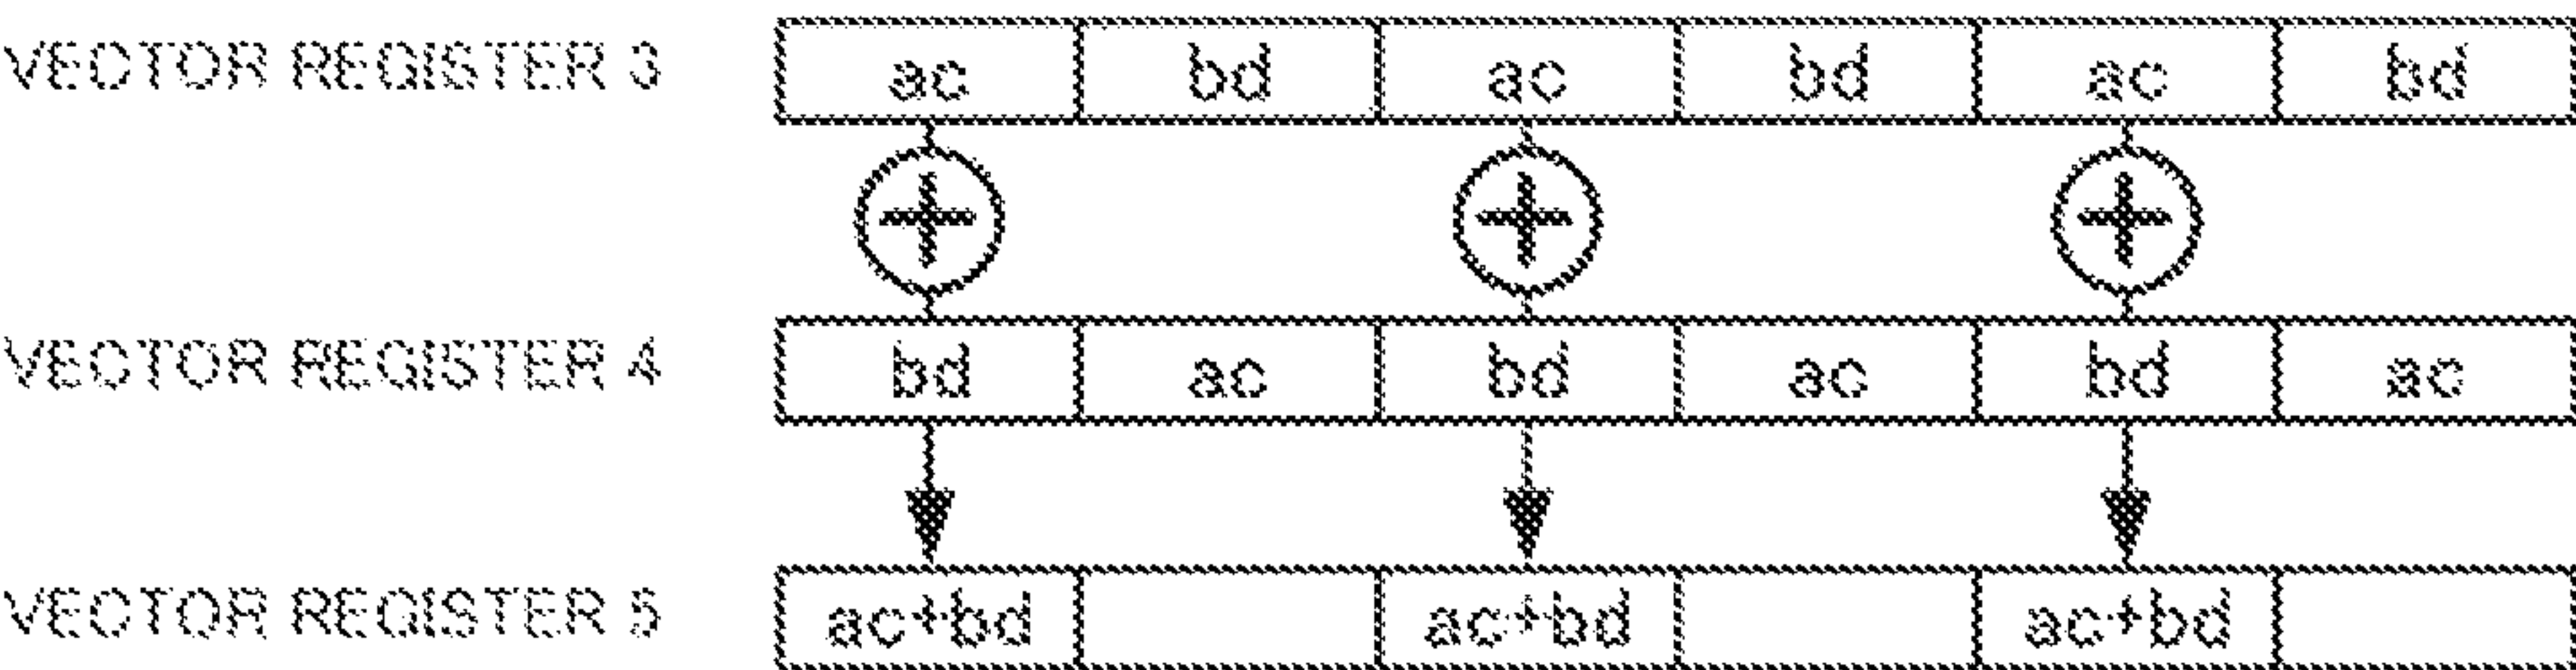 VECTOR REGISTER 3 ac bd ac bd ac bd
+ + +
VECTOR REGISTER 4 bd ac bd ac bd ac
VECTOR REGISTER 5 ac+bd ac+bd ac+bd